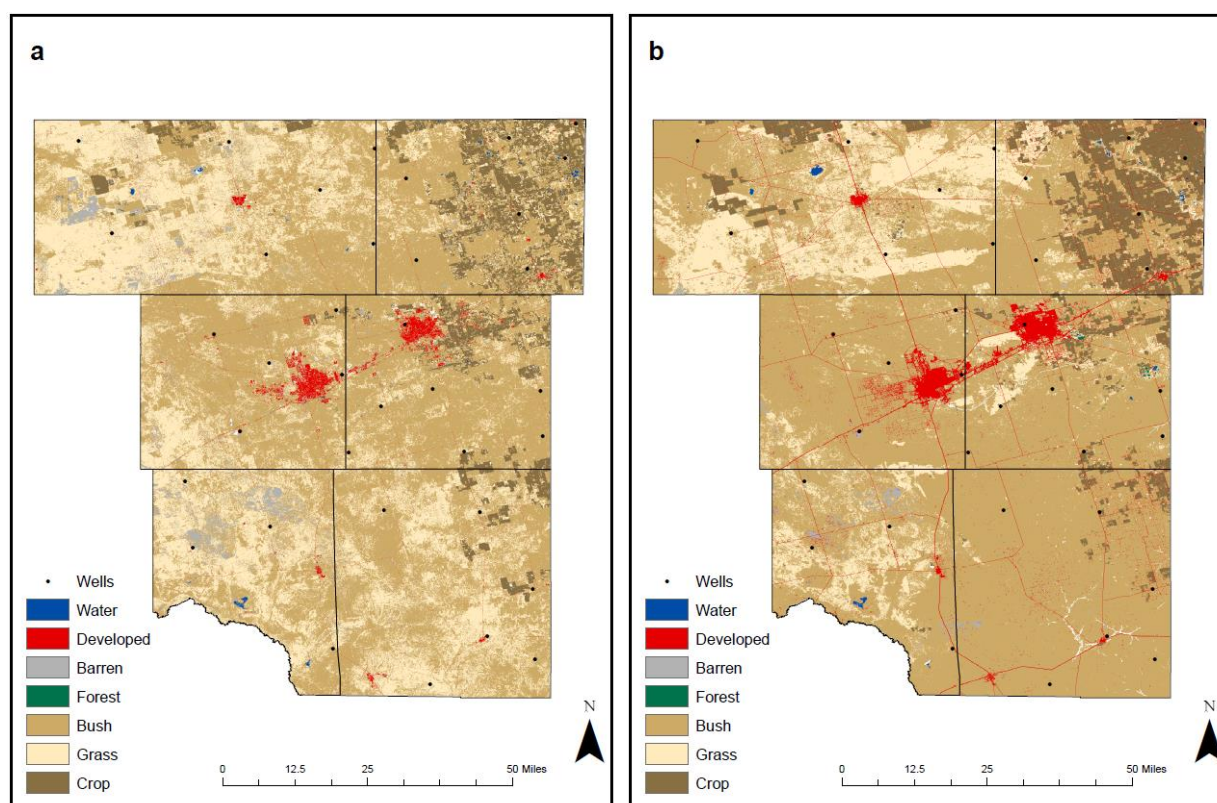 a
Wells
Water
Developed
Barren
Forest
Bush
Grass
Crop
N
0 12.5 25 50 Miles
b
Wells
Water
Developed
Barren
Forest
Bush
Grass
Crop
N
0 12.5 25 50 Miles